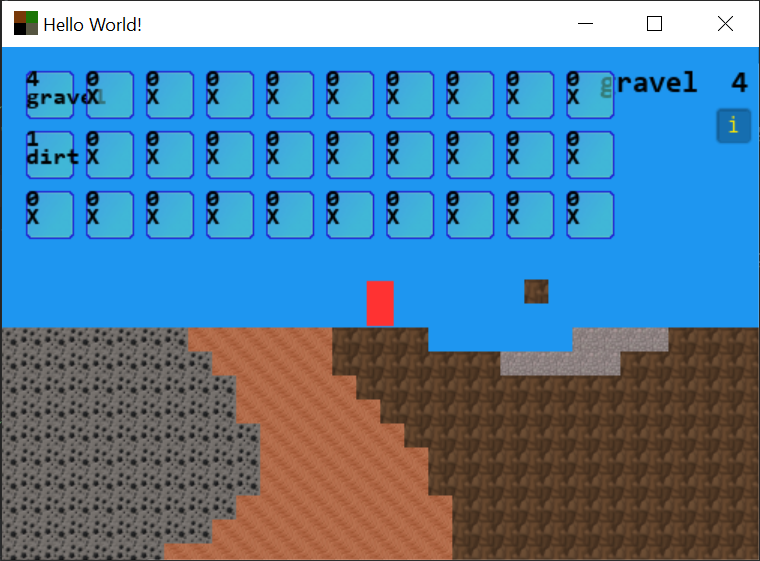 Hello World!
4 0 0 0 0 0 0 0 0 0
gravel X X X X X X X X X gravel 4
i
1 0 0 0 0 0 0 0 0 0
dirt X X X X X X X X X
0 0 0 0 0 0 0 0 0 0
X X X X X X X X X X